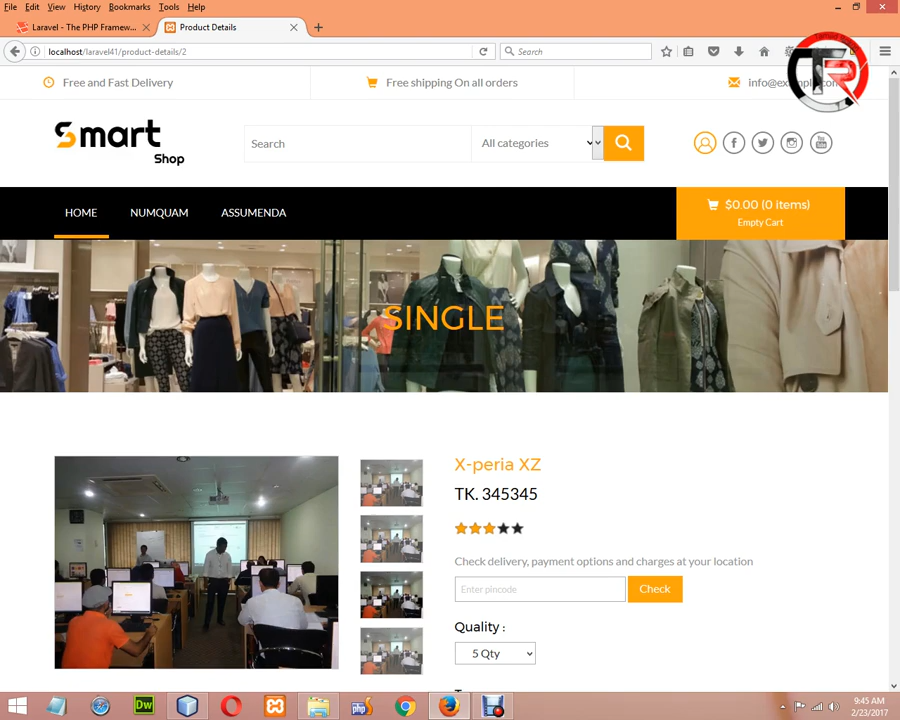 File Edit View History Bookmarks Tools Help
Laravel - The PHP Framew...
Product Details
localhost/laravel41/product-details/2
Search
Free and Fast Delivery
Free shipping On all orders
Smart
Shop
Search
All categories
You
HOME
NUMQUAM
ASSUMENDA
$0.00 (0 items)
Empty Cart
SINGLE
X-peria XZ
TK. 345345
Check delivery, payment options and charges at your location
Enter pincode
Check
Quality :
5 Qty
Dw
php
9:45 AM
2/23/2017